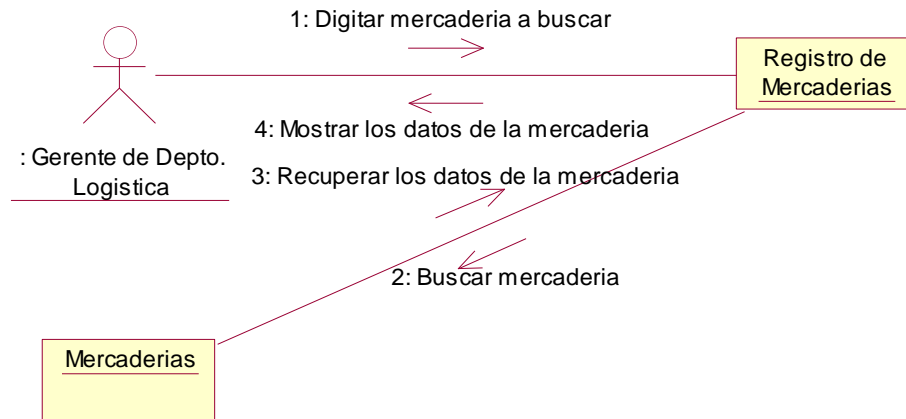 1: Digitar mercaderia a buscar
Registro de
Mercaderias
4: Mostrar los datos de la mercaderia
: Gerente de Depto.
Logistica
3: Recuperar los datos de la mercaderia
2: Buscar mercaderia
Mercaderias